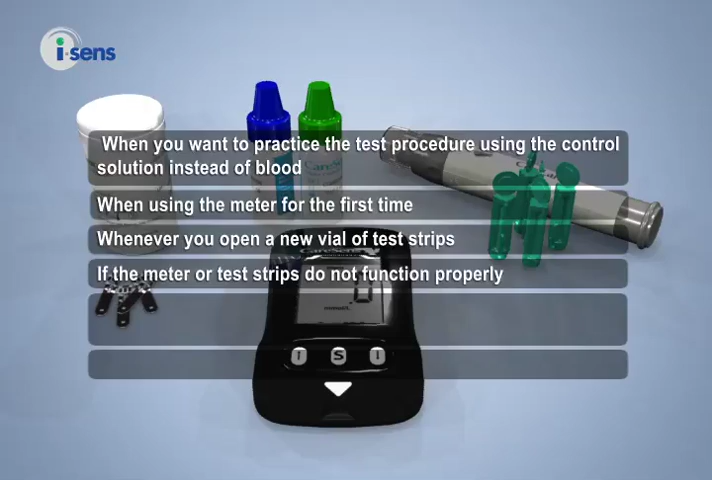 i·sens
When you want to practice the test procedure using the control
solution instead of blood
When using the meter for the first time
Whenever you open a new vial of test strips
If the meter or test strips do not function properly
CareSens
S